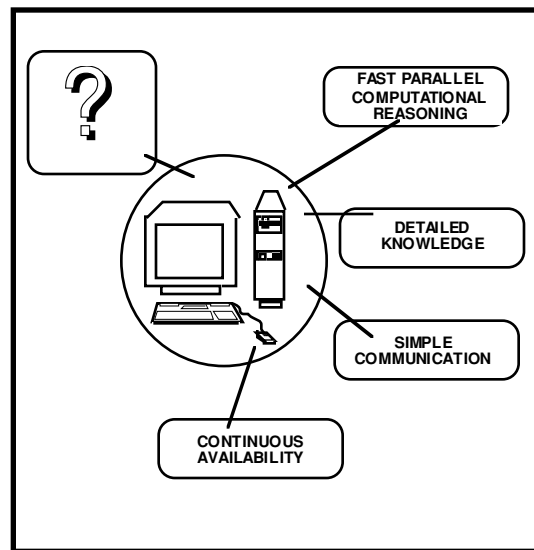 ?
FAST PARALLEL
COMPUTATIONAL
REASONING
DETAILED
KNOWLEDGE
SIMPLE
COMMUNICATION
CONTINUOUS
AVAILABILITY